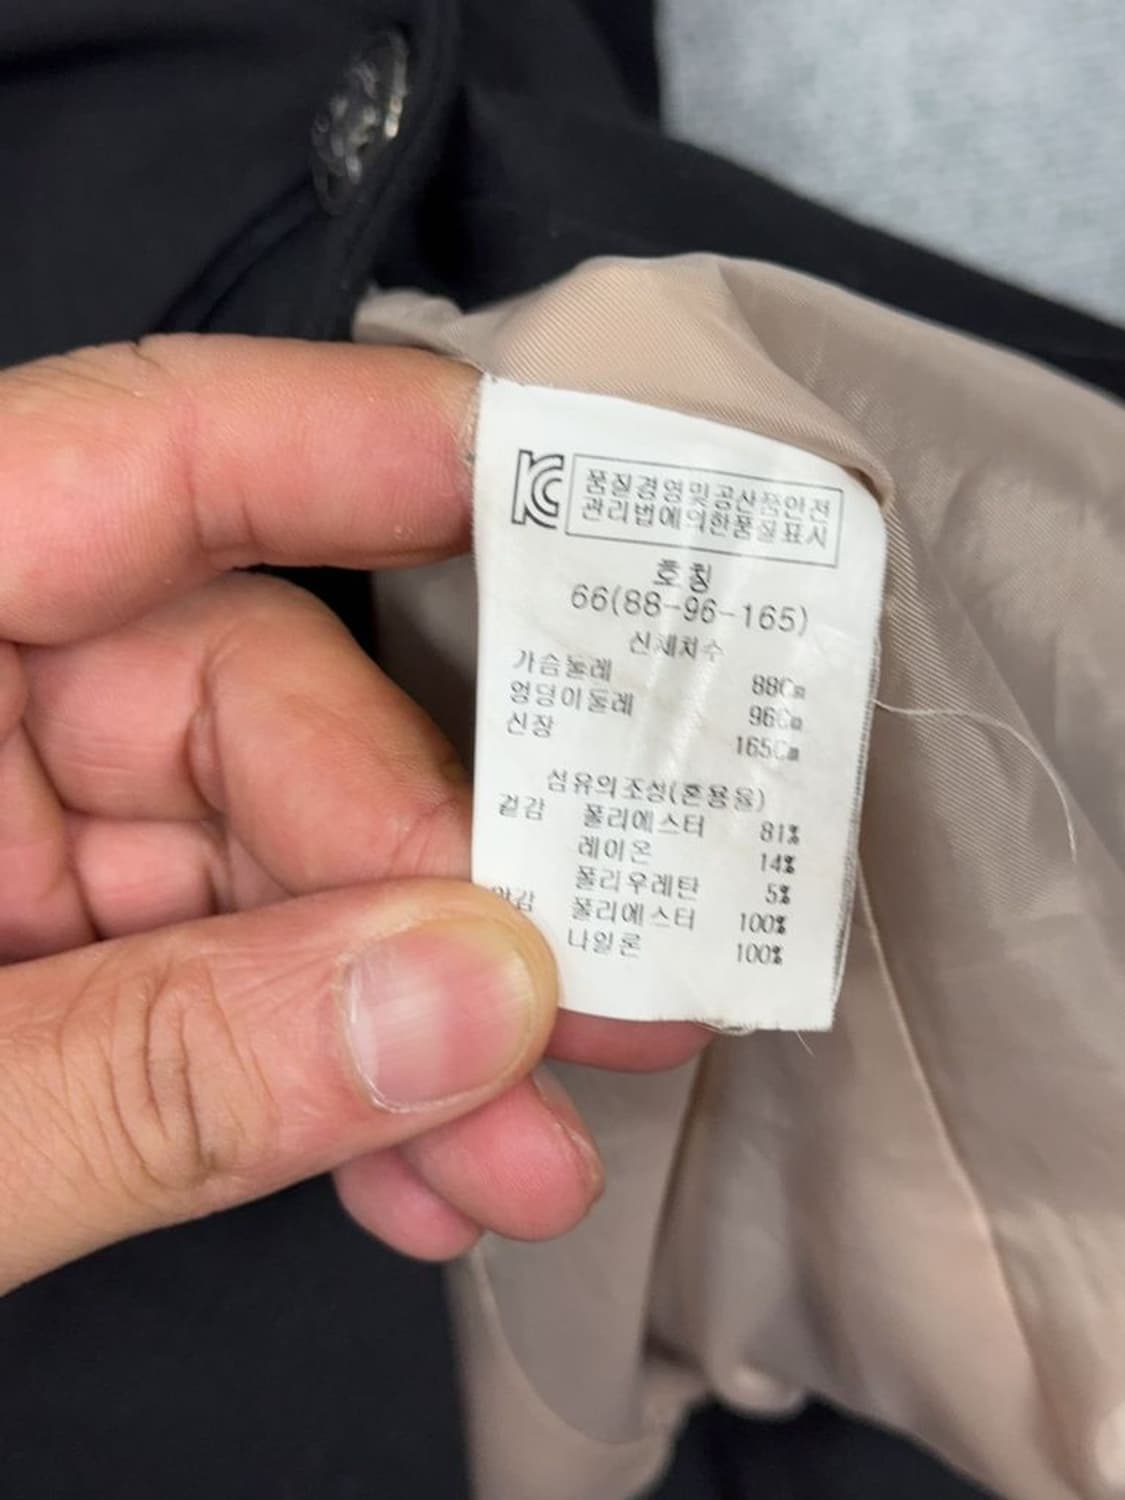 품질경영및공산품안전
관리법에의한품질표시
호칭
66(88-96-165)
신체치수
가슴둘레 88Cm
엉덩이둘레 96Cm
신장 165Cm
섬유의조성(혼용율)
겉감 폴리에스터 81%
레이온 14%
폴리우레탄 5%
안감 폴리에스터 100%
나일론 100%